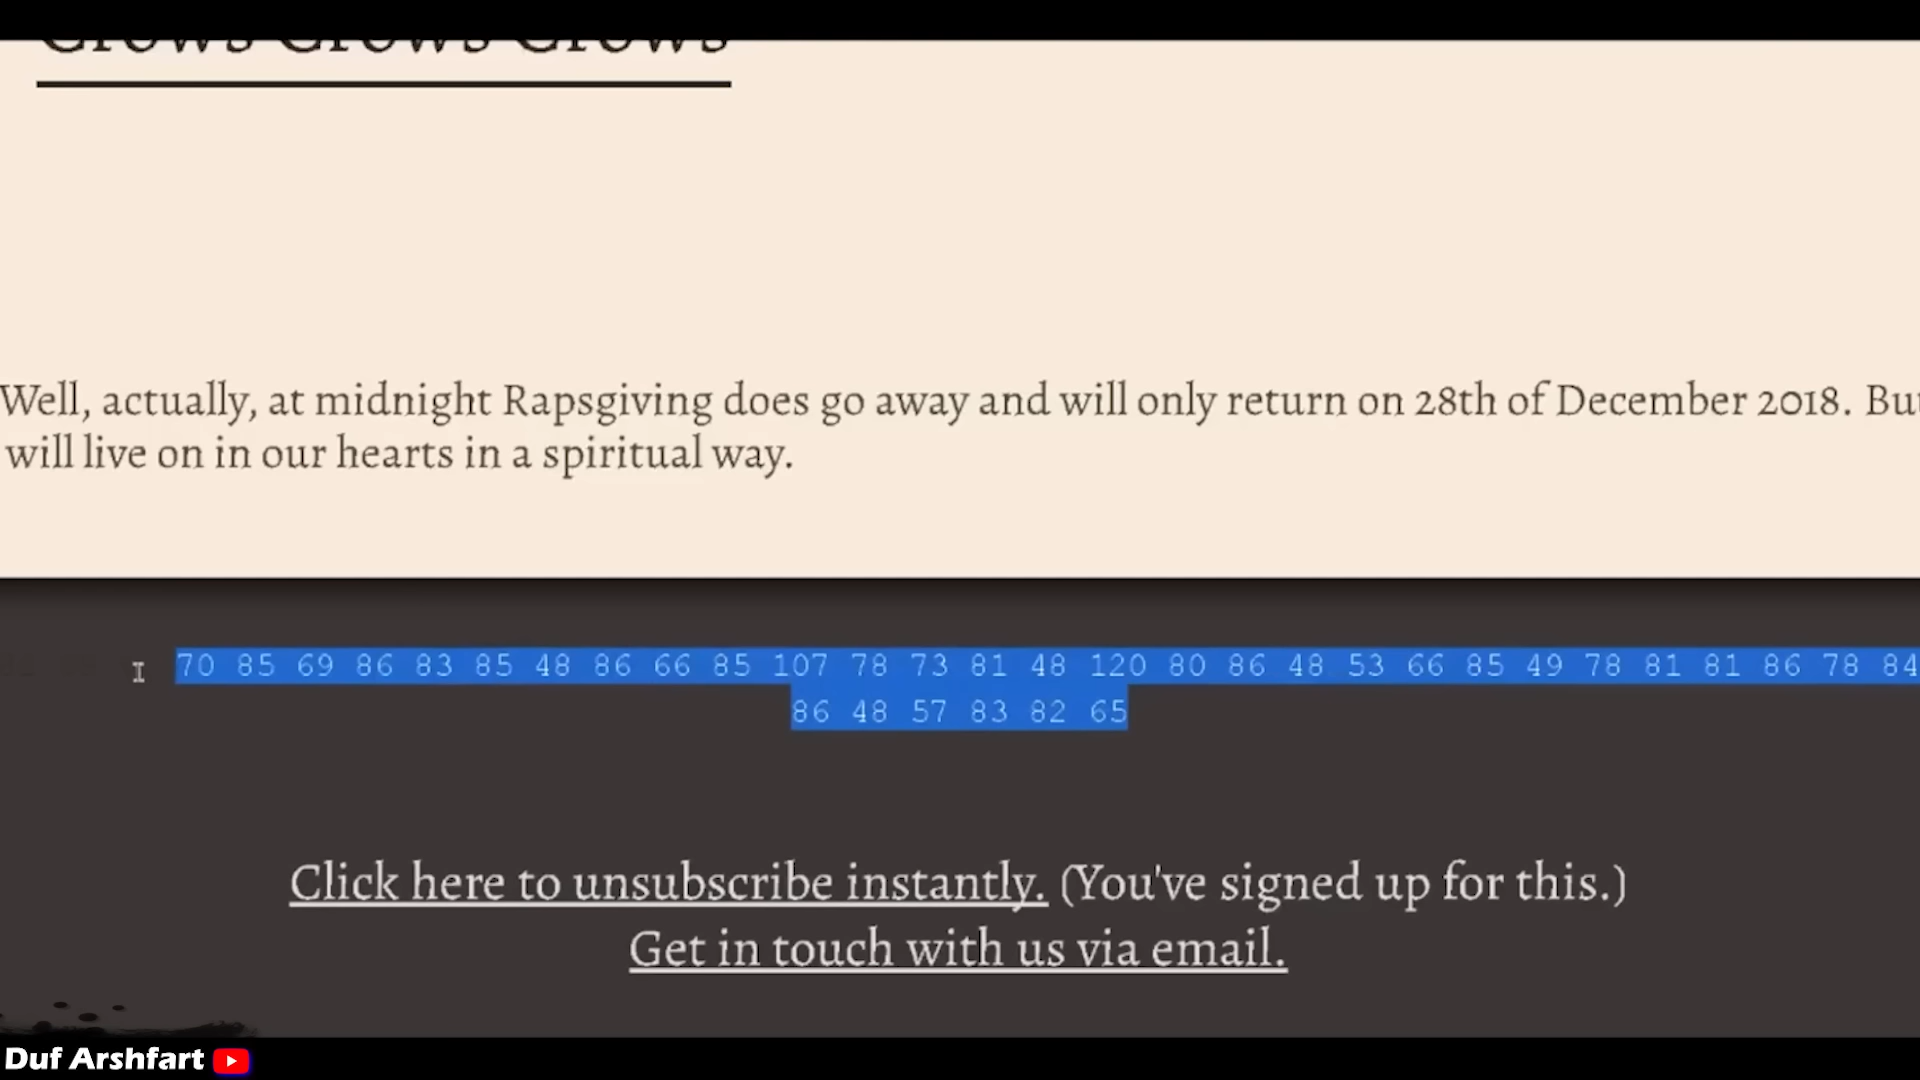 Crows Crows Crows
Well, actually, at midnight Rapsgiving does go away and will only return on 28th of December 2018. But
will live on in our hearts in a spiritual way.
70 85 69 86 83 85 48 86 66 85 107 78 73 81 48 120 80 86 48 53 66 85 49 78 81 81 86 78 84
86 48 57 83 82 65
Click here to unsubscribe instantly. (You've signed up for this.)
Get in touch with us via email.
Duf Arshfart